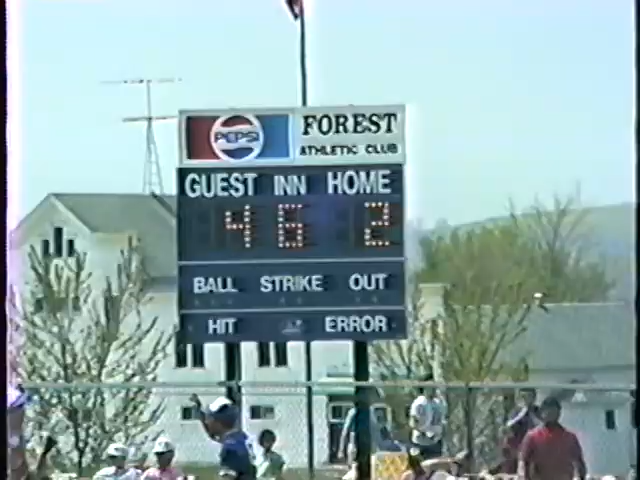 PEPSI
FOREST
ATHLETIC CLUB
GUEST INN HOME
4 6 2
BALL STRIKE OUT
HIT ERROR